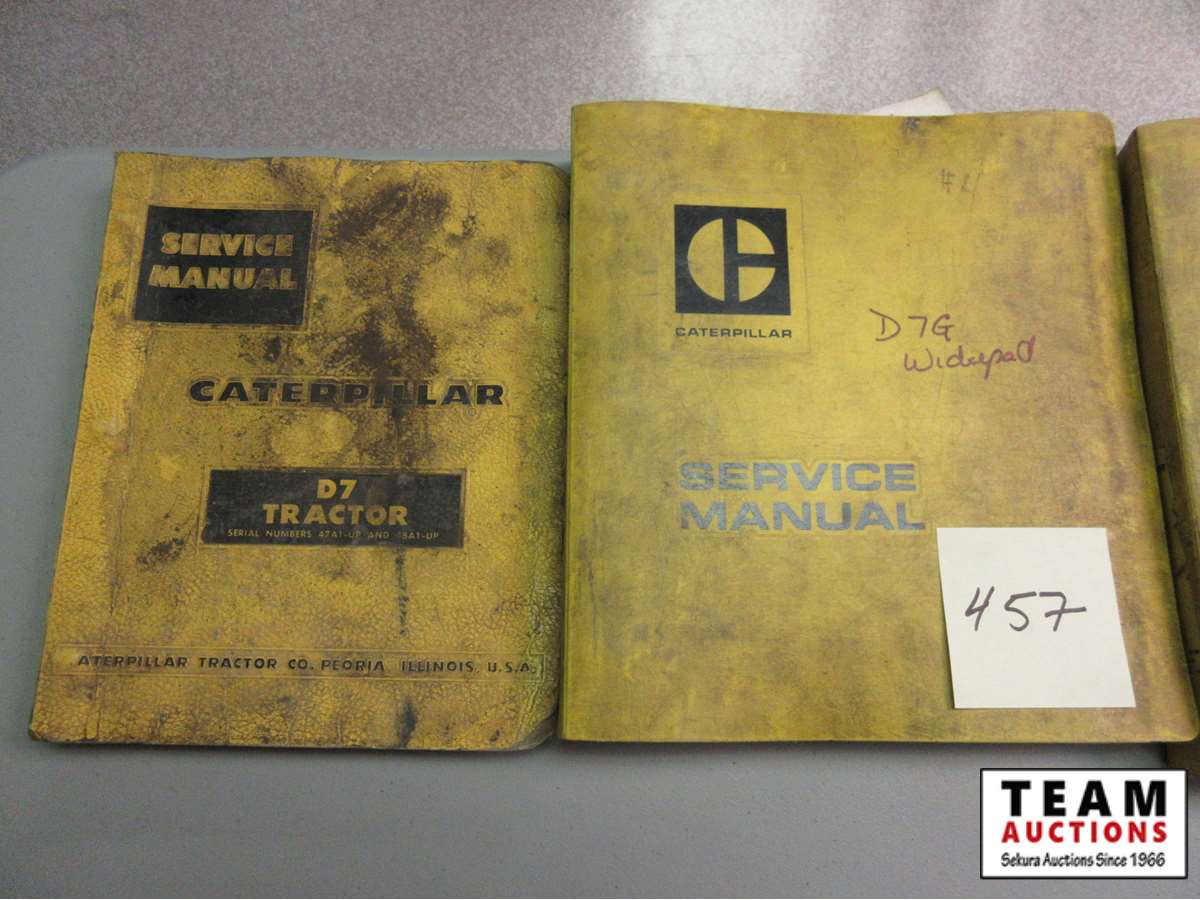 SERVICE
MANUAL
CATERPILLAR
D7
TRACTOR
SERIAL NUMBERS 47A1-UP AND 48A1-UP
ATERPILLAR TRACTOR CO. PEORIA, ILLINOIS, U.S.A.
CATERPILLAR
D7G
Widepad
SERVICE
MANUAL
457
TEAM
AUCTIONS
Sekura Auctions Since 1966